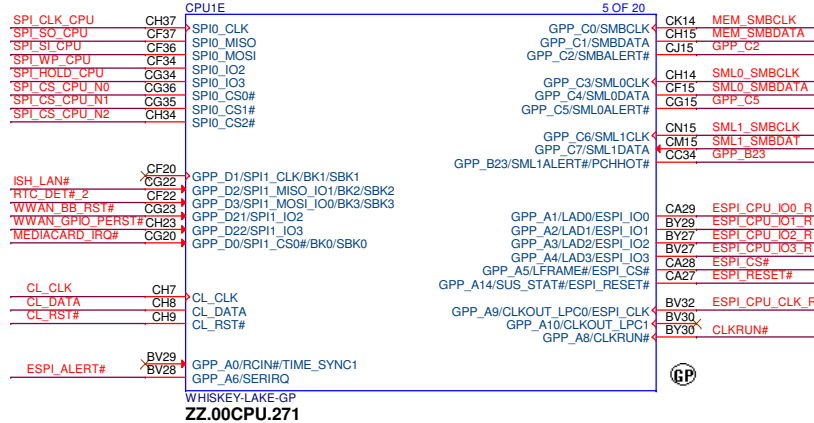 CPU1E 5 OF 20
SPI_CLK_CPU CH37 SPI0_CLK
SPI_SO_CPU CF37 SPI0_MISO
SPI_SI_CPU CF36 SPI0_MOSI
SPI_WP_CPU CF34 SPI0_IO2
SPI_HOLD_CPU CG34 SPI0_IO3
SPI_CS_CPU_N0 CG36 SPI0_CS0#
SPI_CS_CPU_N1 CG35 SPI0_CS1#
SPI_CS_CPU_N2 CH34 SPI0_CS2#
CF20 GPP_D1/SPI1_CLK/BK1/SBK1
ISH_LAN# CG22 GPP_D2/SPI1_MISO_IO1/BK2/SBK2
RTC_DET#_2 CF22 GPP_D3/SPI1_MOSI_IO0/BK3/SBK3
WWAN_BB_RST# CG23 GPP_D21/SPI1_IO2
WWAN_GPIO_PERST# CH23 GPP_D22/SPI1_IO3
MEDIACARD_IRQ# CG20 GPP_D0/SPI1_CS0#/BK0/SBK0
CL_CLK CH7 CL_CLK
CL_DATA CH8 CL_DATA
CL_RST# CH9 CL_RST#
BV29 GPP_A0/RCIN#/TIME_SYNC1
ESPI_ALERT# BV28 GPP_A6/SERIRQ
GPP_C0/SMBCLK CK14 MEM_SMBCLK
GPP_C1/SMBDATA CH15 MEM_SMBDATA
GPP_C2/SMBALERT# CJ15 GPP_C2
GPP_C3/SML0CLK CH14 SML0_SMBCLK
GPP_C4/SML0DATA CF15 SML0_SMBDATA
GPP_C5/SML0ALERT# CG15 GPP_C5
GPP_C6/SML1CLK CN15 SML1_SMBCLK
GPP_C7/SML1DATA CM15 SML1_SMBDAT
GPP_B23/SML1ALERT#/PCHHOT# CC34 GPP_B23
GPP_A1/LAD0/ESPI_IO0 CA29 ESPI_CPU_IO0_R
GPP_A2/LAD1/ESPI_IO1 BY29 ESPI_CPU_IO1_R
GPP_A3/LAD2/ESPI_IO2 BY27 ESPI_CPU_IO2_R
GPP_A4/LAD3/ESPI_IO3 BV27 ESPI_CPU_IO3_R
GPP_A5/LFRAME#/ESPI_CS# CA28 ESPI_CS#
GPP_A14/SUS_STAT#/ESPI_RESET# CA27 ESPI_RESET#
GPP_A9/CLKOUT_LPC0/ESPI_CLK BV32 ESPI_CPU_CLK_R
GPP_A10/CLKOUT_LPC1 BV30
GPP_A8/CLKRUN# BY30 CLKRUN#
GP
WHISKEY-LAKE-GP
ZZ.00CPU.271